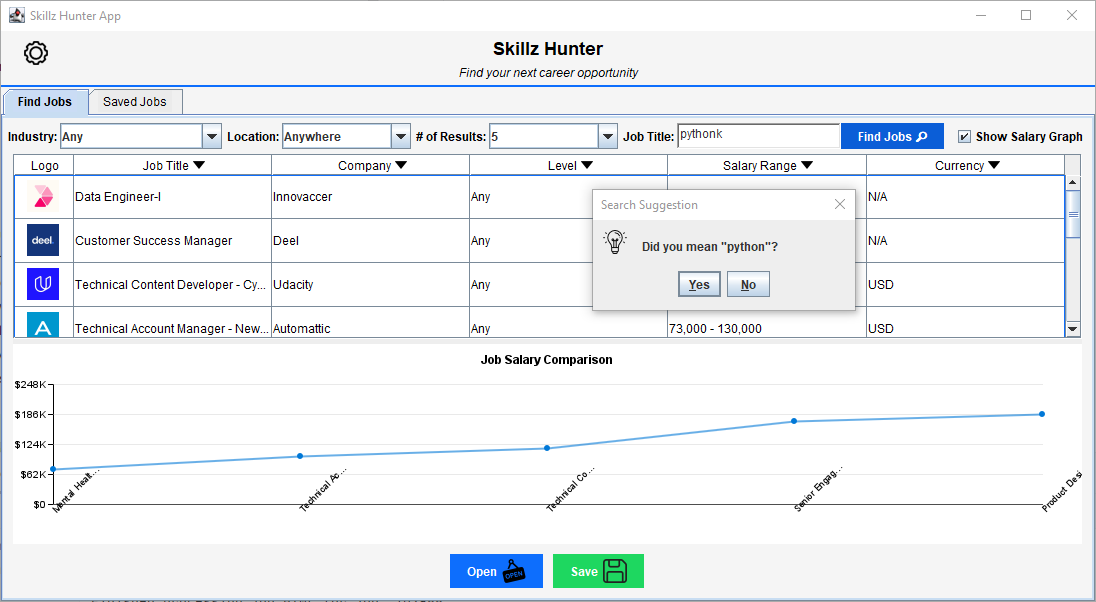 Skillz Hunter App
Skillz Hunter
Find your next career opportunity
Find Jobs Saved Jobs
Industry: Any Location: Anywhere # of Results: 5 Job Title: pythonk Find Jobs Show Salary Graph
Logo Job Title Company Level Salary Range Currency
Data Engineer-I Innovaccer Any N/A
deel. Customer Success Manager Deel Any N/A
Technical Content Developer - Cy... Udacity Any USD
Technical Account Manager - New... Automattic Any 73,000 - 130,000 USD
Search Suggestion
Did you mean "python"?
Yes No
Job Salary Comparison
$248K
$186K
$124K
$62K
$0
Mental Healt... Technical Ac... Technical Co... Senior Engag... Product Desi
Open OPEN Save